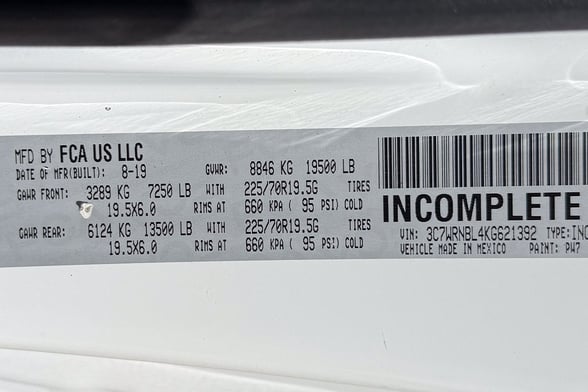 MFD BY FCA US LLC
DATE OF MFR(BUILT): 8-19 GVWR: 8846 KG 19500 LB
GAWR FRONT: 3289 KG 7250 LB WITH 225/70R19.5G TIRES
19.5X6.0 RIMS AT 660 KPA ( 95 PSI) COLD
GAWR REAR: 6124 KG 13500 LB WITH 225/70R19.5G TIRES
19.5X6.0 RIMS AT 660 KPA ( 95 PSI) COLD
INCOMPLETE
VIN: 3C7WRNBL4KG621392 TYPE: INC
VEHICLE MADE IN MEXICO PAINT: PW7